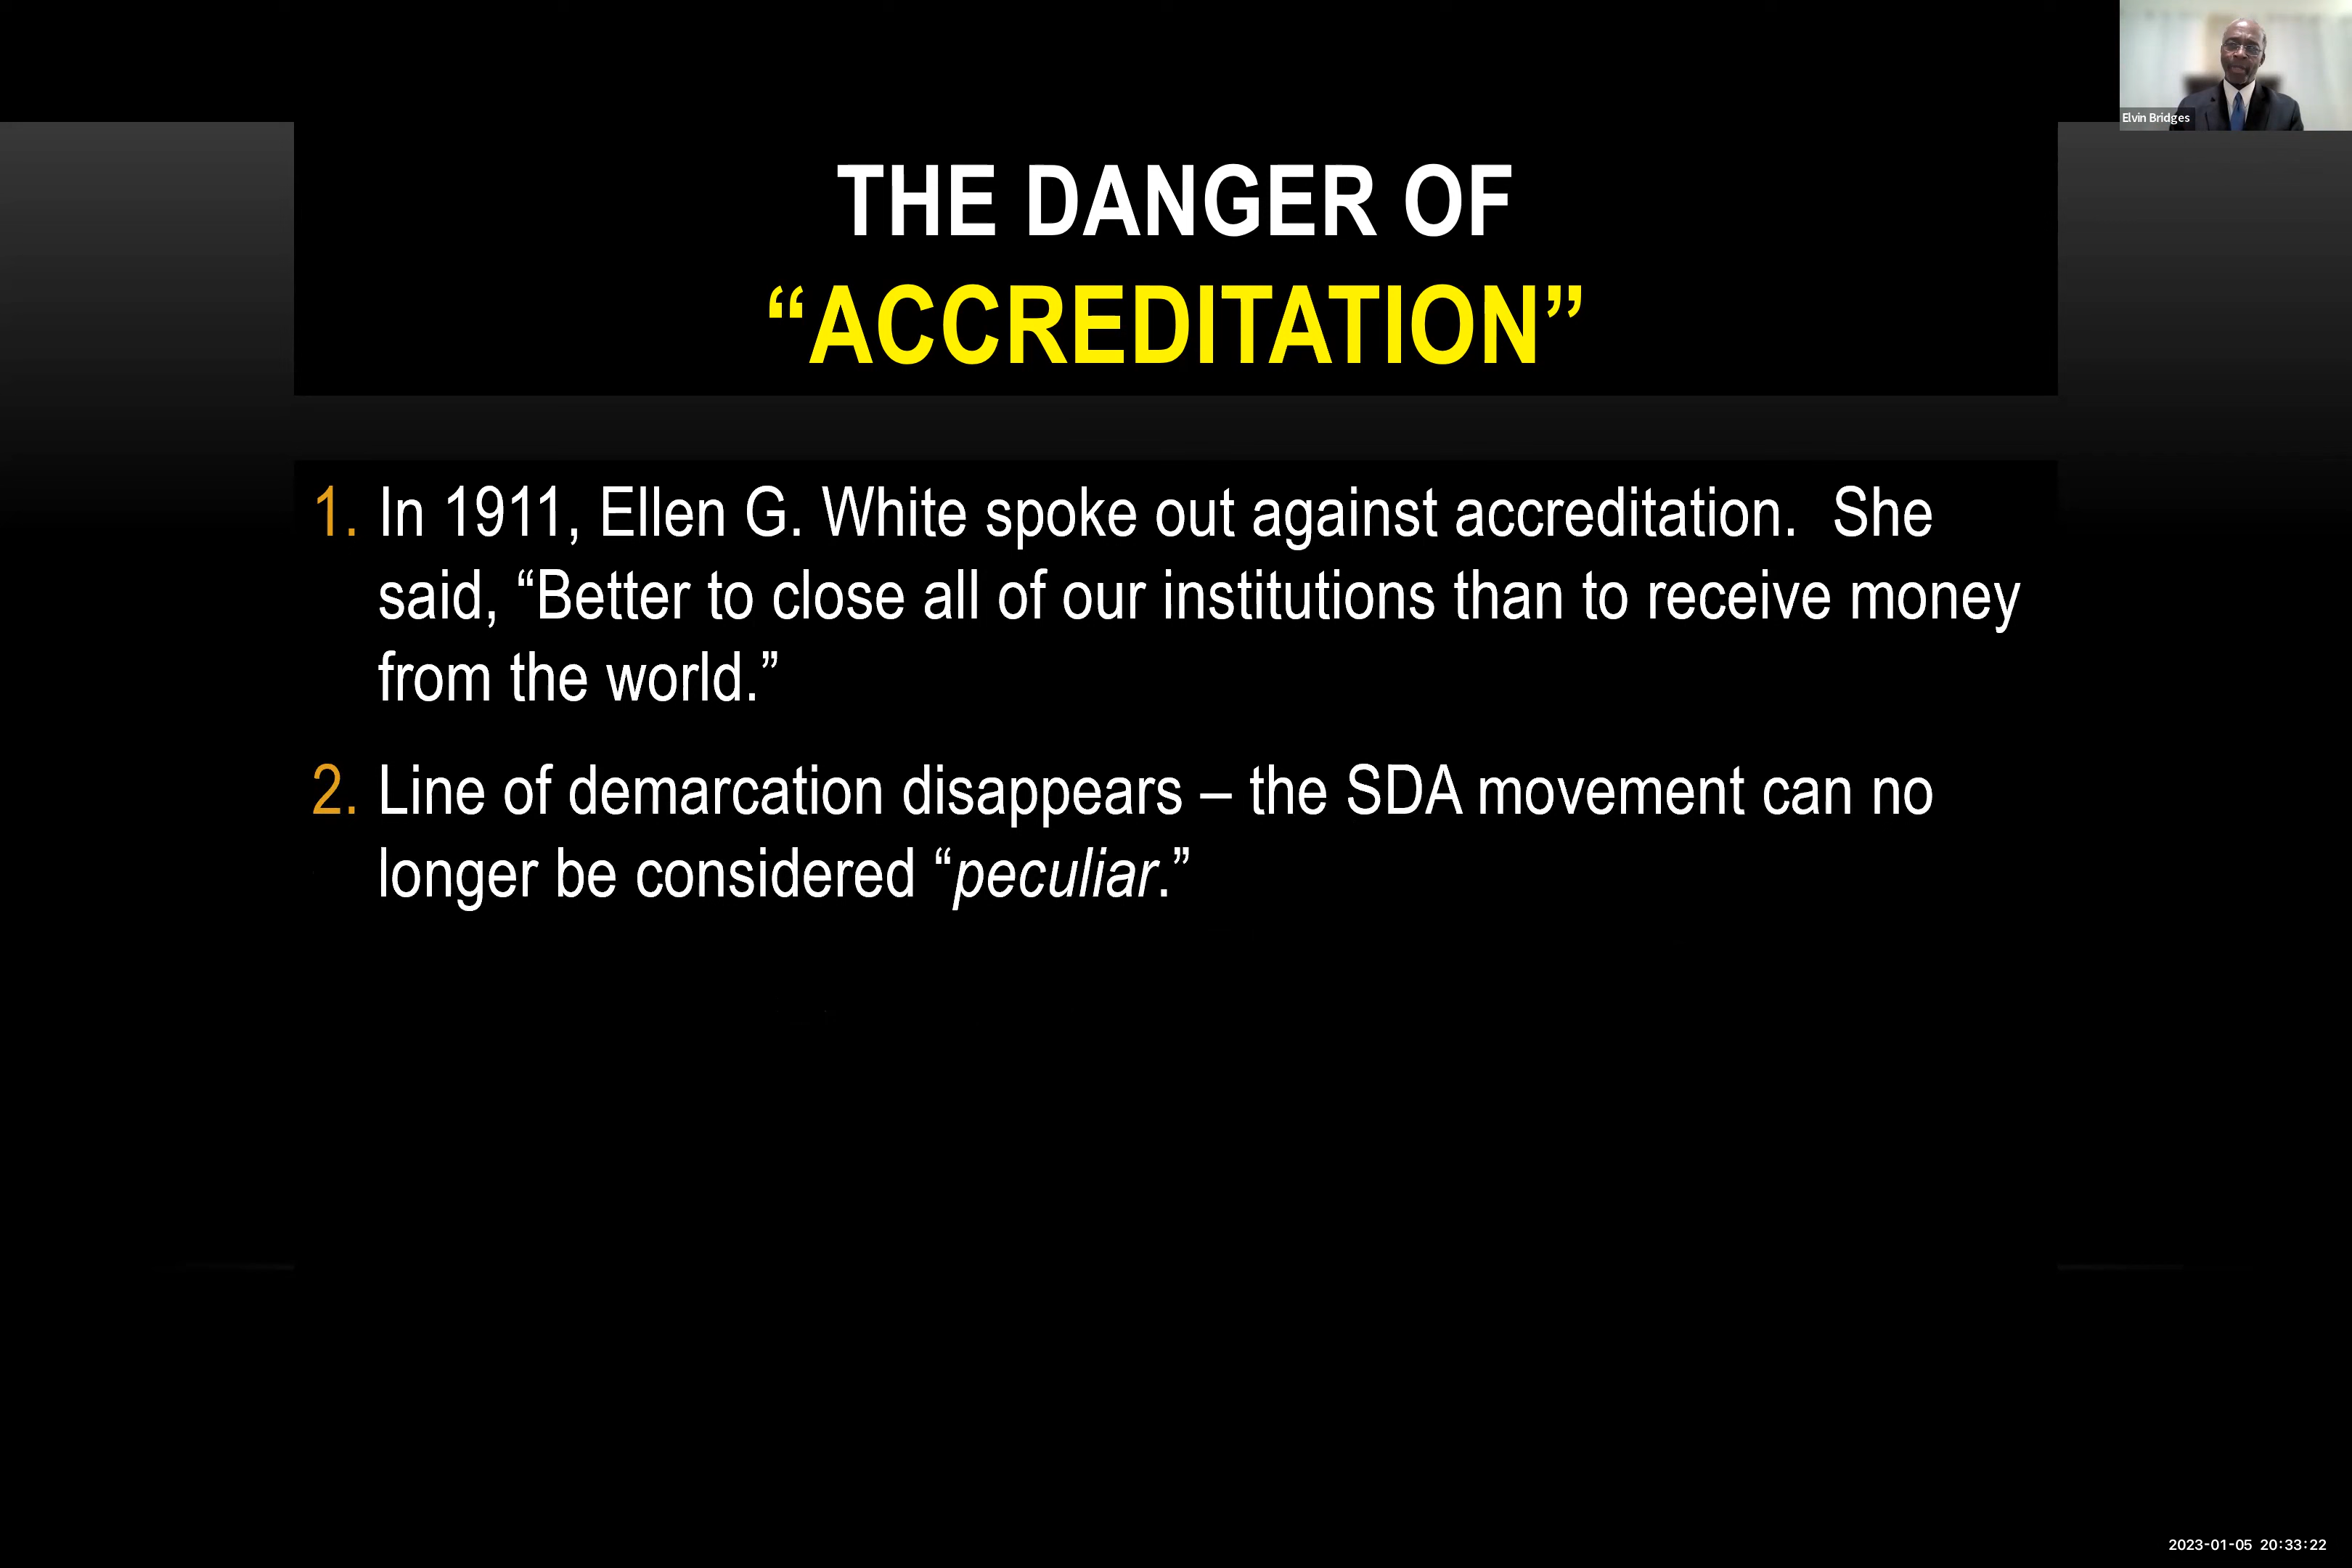 Elvin Bridges
THE DANGER OF
“ACCREDITATION”
1. In 1911, Ellen G. White spoke out against accreditation.  She
said, “Better to close all of our institutions than to receive money
from the world.”
2. Line of demarcation disappears – the SDA movement can no
longer be considered “peculiar.”
2023-01-05 20:33:22